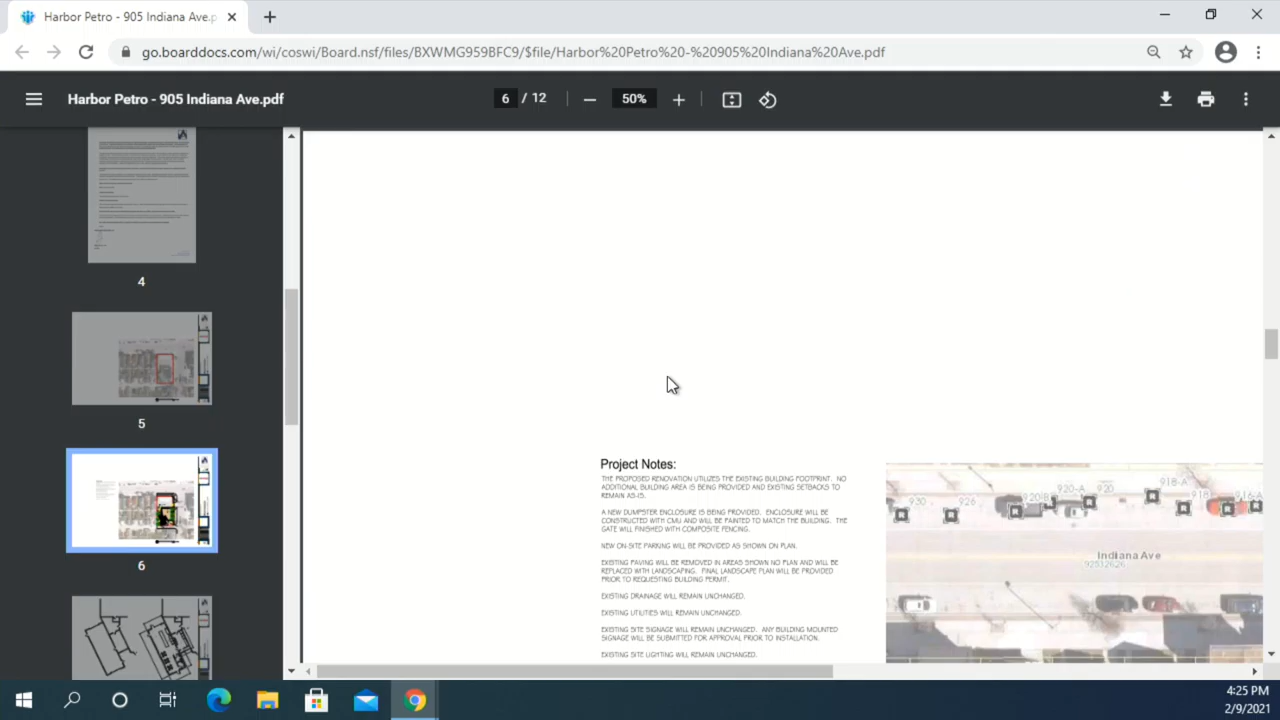 Harbor Petro - 905 Indiana Ave.p
go.boarddocs.com/wi/coswi/Board.nsf/files/BXWMG959BFC9/$file/Harbor%20Petro%20-%20905%20Indiana%20Ave.pdf
Harbor Petro - 905 Indiana Ave.pdf
6 / 12
50%
4
5
6
Project Notes:
THE PROPOSED RENOVATION UTILIZES THE EXISTING BUILDING FOOTPRINT. NO
ADDITIONAL BUILDING AREA IS BEING PROVIDED AND EXISTING SETBACKS TO
REMAIN AS-IS.
A NEW DUMPSTER ENCLOSURE IS BEING PROVIDED. ENCLOSURE WILL BE
CONSTRUCTED WITH CMU AND WILL BE PAINTED TO MATCH THE BUILDING. THE
GATE WILL FINISHED WITH COMPOSITE FENCING.
NEW ON-SITE PARKING WILL BE PROVIDED AS SHOWN ON PLAN.
EXISTING PAVING WILL BE REMOVED IN AREAS SHOWN NO PLAN AND WILL BE
REPLACED WITH LANDSCAPING. FINAL LANDSCAPE PLAN WILL BE PROVIDED
PRIOR TO REQUESTING BUILDING PERMIT.
EXISTING DRAINAGE WILL REMAIN UNCHANGED.
EXISTING UTILITIES WILL REMAIN UNCHANGED.
EXISTING SITE SIGNAGE WILL REMAIN UNCHANGED. ANY BUILDING MOUNTED
SIGNAGE WILL BE SUBMITTED FOR APPROVAL PRIOR TO INSTALLATION.
EXISTING SITE LIGHTING WILL REMAIN UNCHANGED.
930
926
920-B
920-A
920
918-A
918
916-A
Indiana Ave
92532626
4:25 PM
2/9/2021